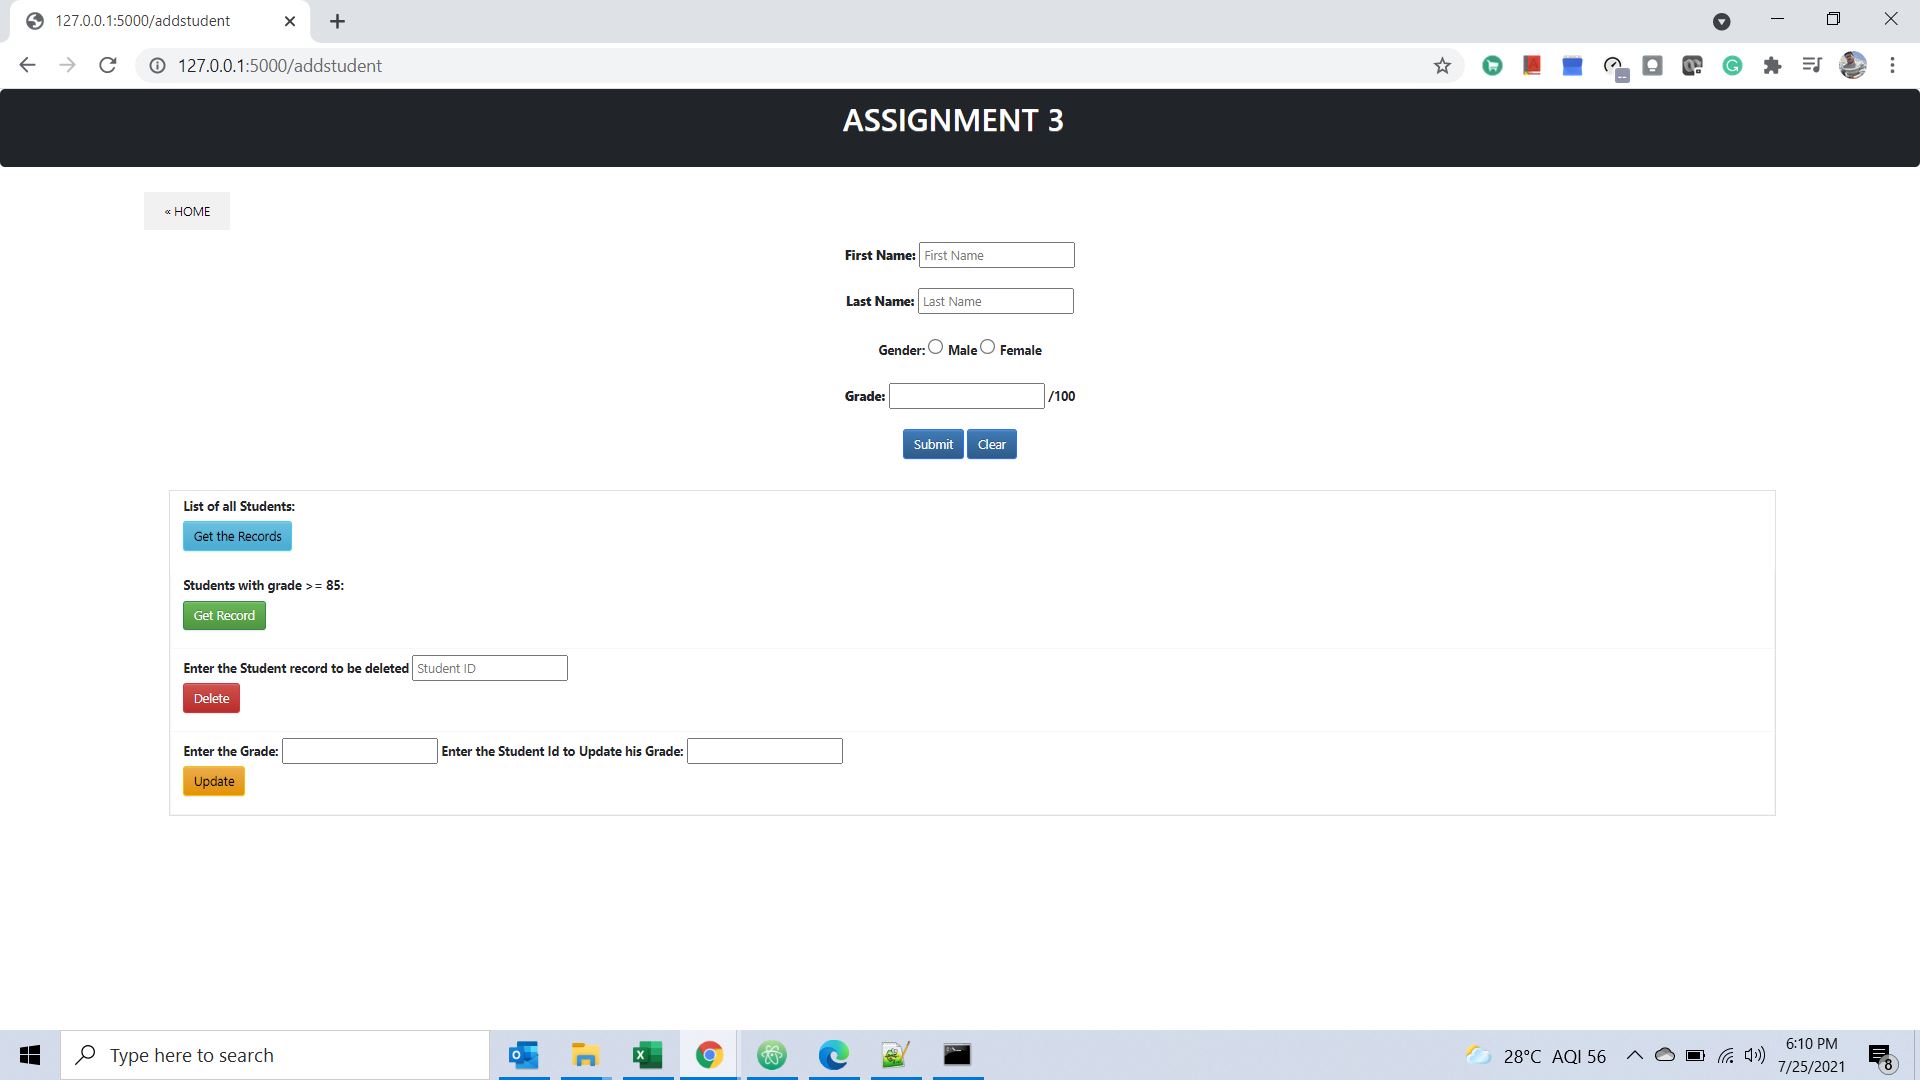 127.0.0.1:5000/addstudent
127.0.0.1:5000/addstudent
ASSIGNMENT 3
« HOME
First Name: First Name
Last Name: Last Name
Gender: Male Female
Grade: /100
Submit Clear
List of all Students:
Get the Records
Students with grade >= 85:
Get Record
Enter the Student record to be deleted Student ID
Delete
Enter the Grade: Enter the Student Id to Update his Grade:
Update
Type here to search
28°C AQI 56
6:10 PM
7/25/2021
8